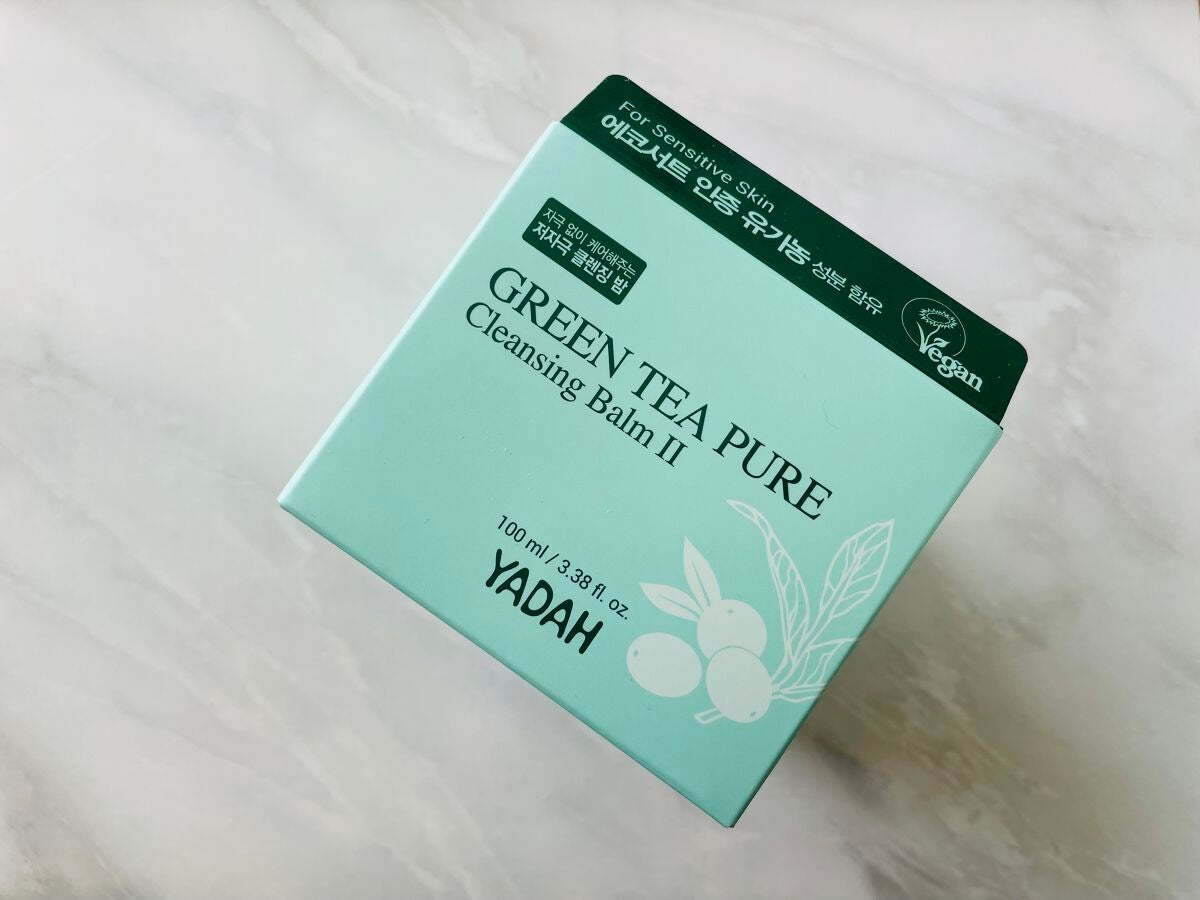 For Sensitive Skin
에코서트 인증 유기농 성분 함유
Vegan
자극 없이 케어해주는
저자극 클렌징 밤
GREEN TEA PURE
Cleansing Balm II
100 ml / 3.38 fl. oz.
YADAH